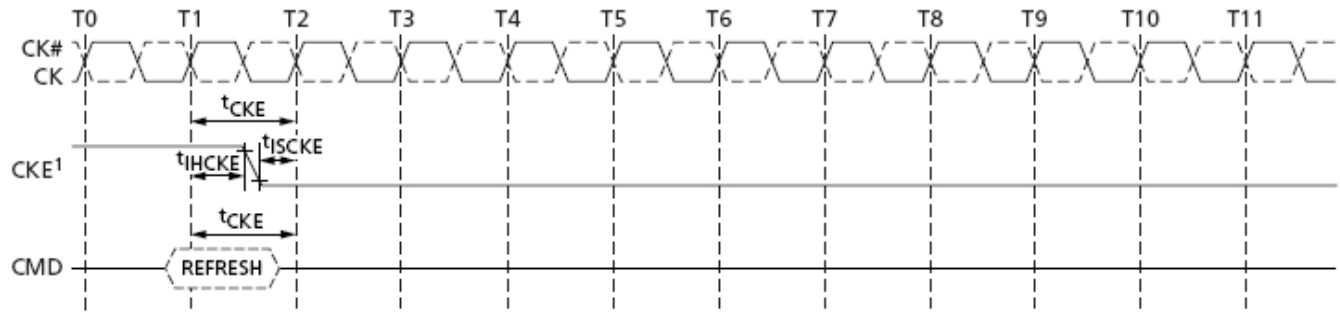 T0 T1 T2 T3 T4 T5 T6 T7 T8 T9 T10 T11
CK#
CK
tCKE
tISCKE
CKE1
tIHCKE
tCKE
CMD
REFRESH